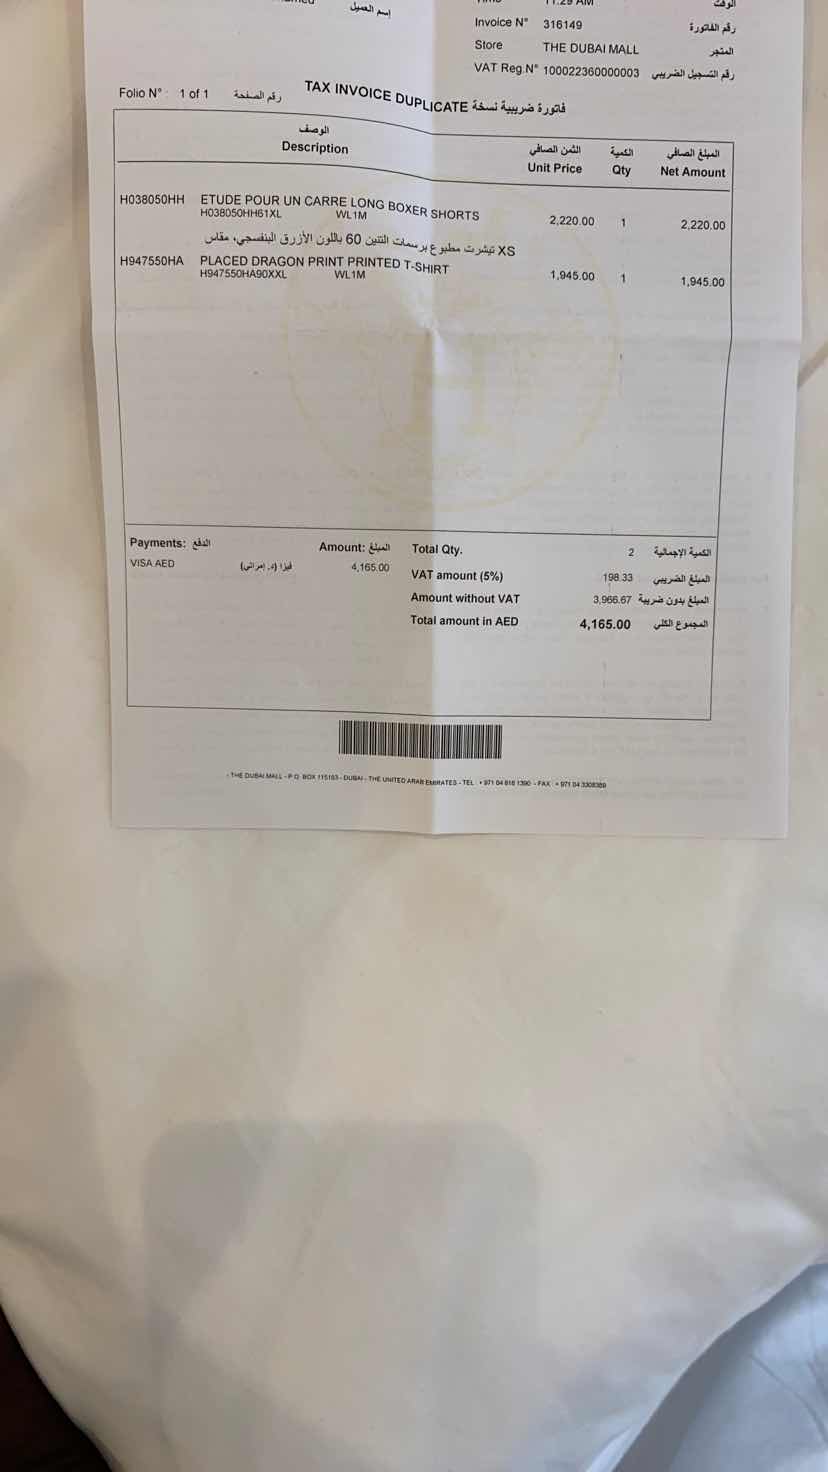 إسم العميل
11:29 AM
الوقت
Invoice N° 316149 رقم الفاتورة
Store THE DUBAI MALL المتجر
VAT Reg.N° 100022360000003 رقم التسجيل الضريبي
Folio N° : 1 of 1 رقم الصفحة
TAX INVOICE DUPLICATE فاتورة ضريبية نسخة
الوصف الثمن الصافي الكمية المبلغ الصافي
Description Unit Price Qty Net Amount
H038050HH ETUDE POUR UN CARRE LONG BOXER SHORTS 2,220.00 1 2,220.00
H038050HH61XL WL1M
تيشرت مطبوع برسمات التنين 60 باللون الأزرق البنفسجي، مقاس XS
H947550HA PLACED DRAGON PRINT PRINTED T-SHIRT 1,945.00 1 1,945.00
H947550HA90XXL WL1M
H
Payments: الدفع Amount: المبلغ
VISA AED فيزا (د. إمراتي) 4,165.00
Total Qty. 2 الكمية الإجمالية
VAT amount (5%) 198.33 المبلغ الضريبي
Amount without VAT 3,966.67 المبلغ بدون ضريبة
Total amount in AED 4,165.00 المجموع الكلي
- THE DUBAI MALL - P.O. BOX 115193 - DUBAI - THE UNITED ARAB EMIRATES - TEL : + 971 04 816 1390 - FAX : + 971 04 3308389